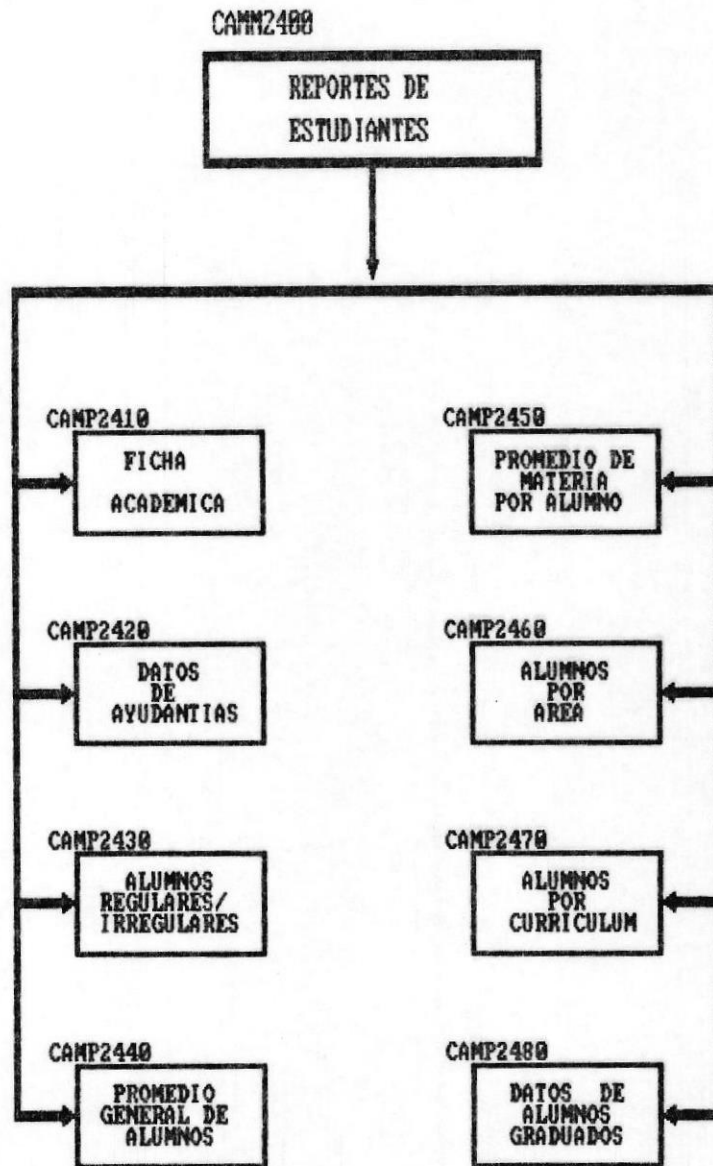 CAMM2400
REPORTES DE
ESTUDIANTES
CAMP2410
FICHA
ACADEMICA
CAMP2420
DATOS
DE
AYUDANTIAS
CAMP2430
ALUMNOS
REGULARES/
IRREGULARES
CAMP2440
PROMEDIO
GENERAL DE
ALUMNOS
CAMP2450
PROMEDIO DE
MATERIA
POR ALUMNO
CAMP2460
ALUMNOS
POR
AREA
CAMP2470
ALUMNOS
POR
CURRICULUM
CAMP2480
DATOS DE
ALUMNOS
GRADUADOS